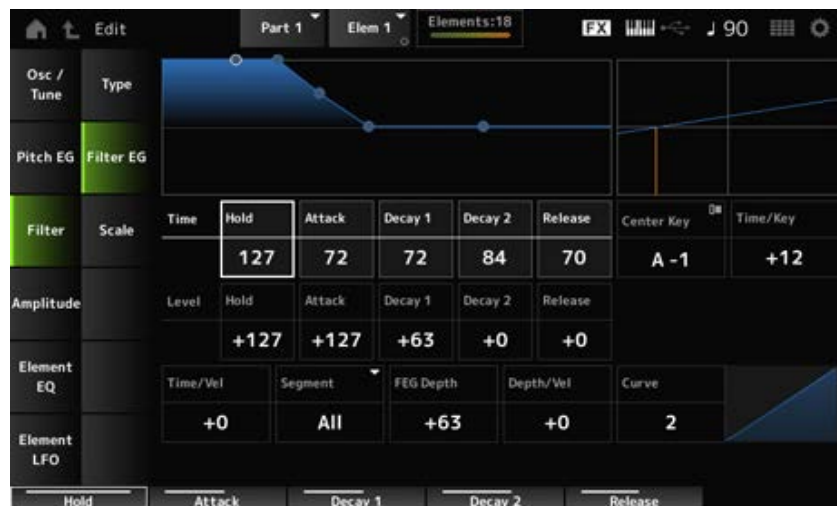 Edit
Part 1
Elem 1
Elements:18
FX
♩ 90
Osc /
Tune
Type
Pitch EG
Filter EG
Filter
Scale
Amplitude
Element
EQ
Element
LFO
Time
Hold
Attack
Decay 1
Decay 2
Release
Center Key
Time/Key
127
72
72
84
70
A -1
+12
Level
Hold
Attack
Decay 1
Decay 2
Release
+127
+127
+63
+0
+0
Time/Vel
Segment
FEG Depth
Depth/Vel
Curve
+0
All
+63
+0
2
Hold
Attack
Decay 1
Decay 2
Release